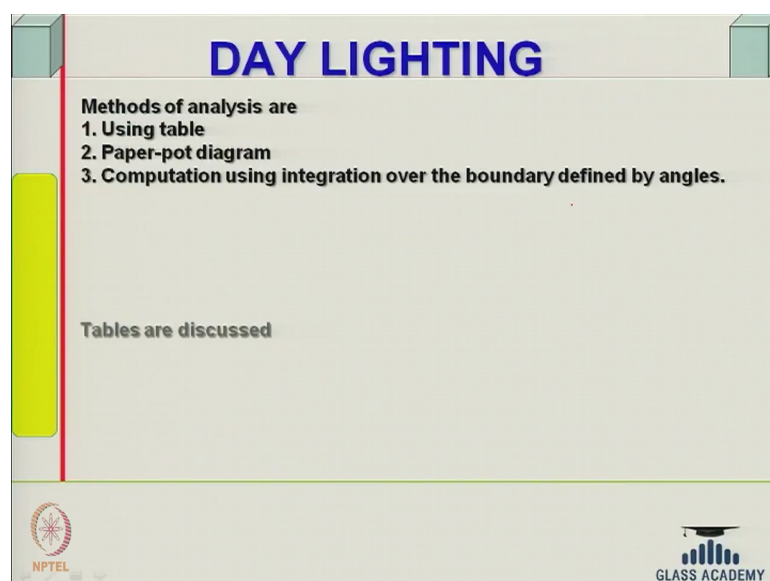 DAY LIGHTING
Methods of analysis are
1. Using table
2. Paper-pot diagram
3. Computation using integration over the boundary defined by angles.
Tables are discussed
NPTEL
GLASS ACADEMY